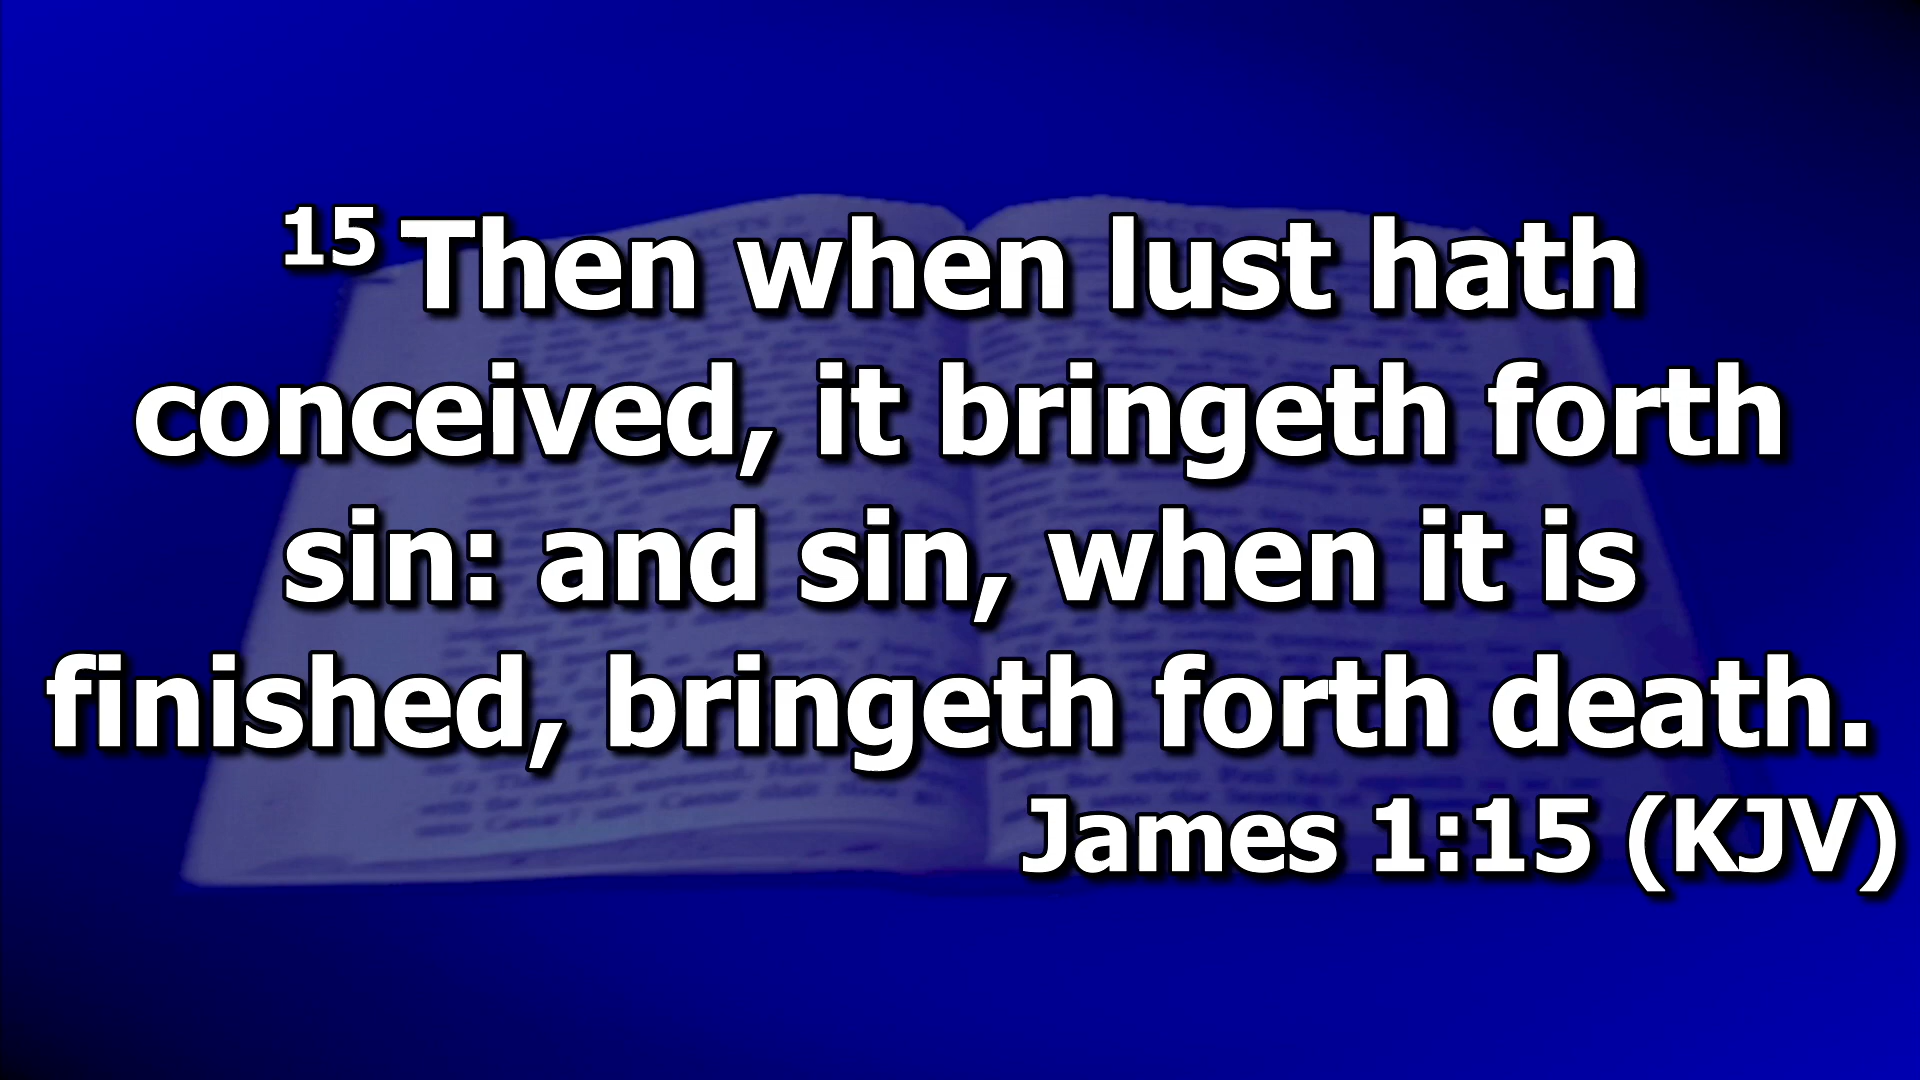 15 Then when lust hath
conceived, it bringeth forth
sin: and sin, when it is
finished, bringeth forth death.
James 1:15 (KJV)